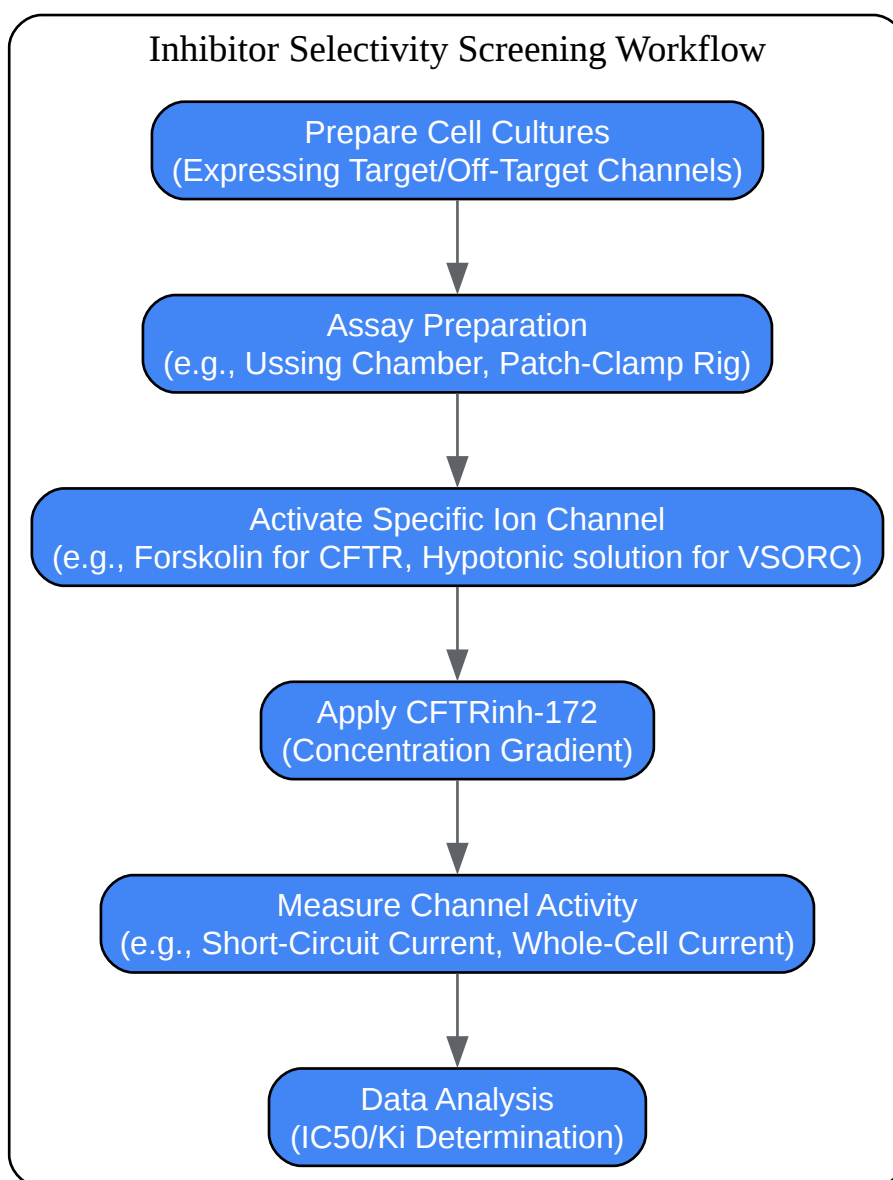 Inhibitor Selectivity Screening Workflow
Prepare Cell Cultures
(Expressing Target/Off-Target Channels)
Assay Preparation
(e.g., Ussing Chamber, Patch-Clamp Rig)
Activate Specific Ion Channel
(e.g., Forskolin for CFTR, Hypotonic solution for VSORC)
Apply CFTRinh-172
(Concentration Gradient)
Measure Channel Activity
(e.g., Short-Circuit Current, Whole-Cell Current)
Data Analysis
(IC50/Ki Determination)